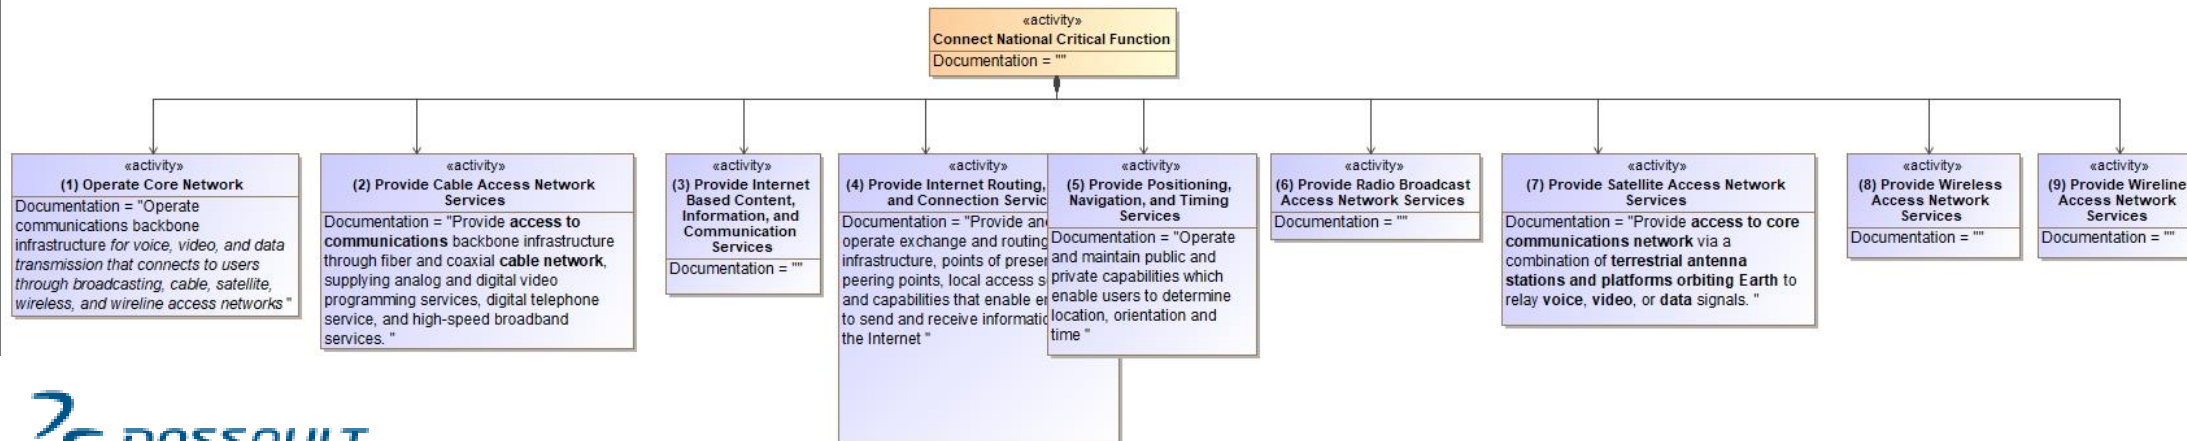 «activity»
Connect National Critical Function
Documentation = ""
«activity»
(1) Operate Core Network
Documentation = "Operate
communications backbone
infrastructure for voice, video, and data
transmission that connects to users
through broadcasting, cable, satellite,
wireless, and wireline access networks "
«activity»
(2) Provide Cable Access Network
Services
Documentation = "Provide access to
communications backbone infrastructure
through fiber and coaxial cable network,
supplying analog and digital video
programming services, digital telephone
service, and high-speed broadband
services. "
«activity»
(3) Provide Internet
Based Content,
Information, and
Communication
Services
Documentation = ""
«activity»
(4) Provide Internet Routing,
and Connection
Documentation = "Provide
operate exchange and routing
infrastructure, points of
peering points, local access
and capabilities that enable
to send and receive
the Internet "
«activity»
(5) Provide Positioning,
Navigation, and Timing
Services
Documentation = "Operate
and maintain public and
private capabilities which
enable users to determine
location, orientation and
time "
«activity»
(6) Provide Radio Broadcast
Access Network Services
Documentation = ""
«activity»
(7) Provide Satellite Access Network
Services
Documentation = "Provide access to core
communications network via a
combination of terrestrial antenna
stations and platforms orbiting Earth to
relay voice, video, or data signals. "
«activity»
(8) Provide Wireless
Access Network
Services
Documentation = ""
«activity»
(9) Provide Wireline
Access Network
Services
Documentation = ""